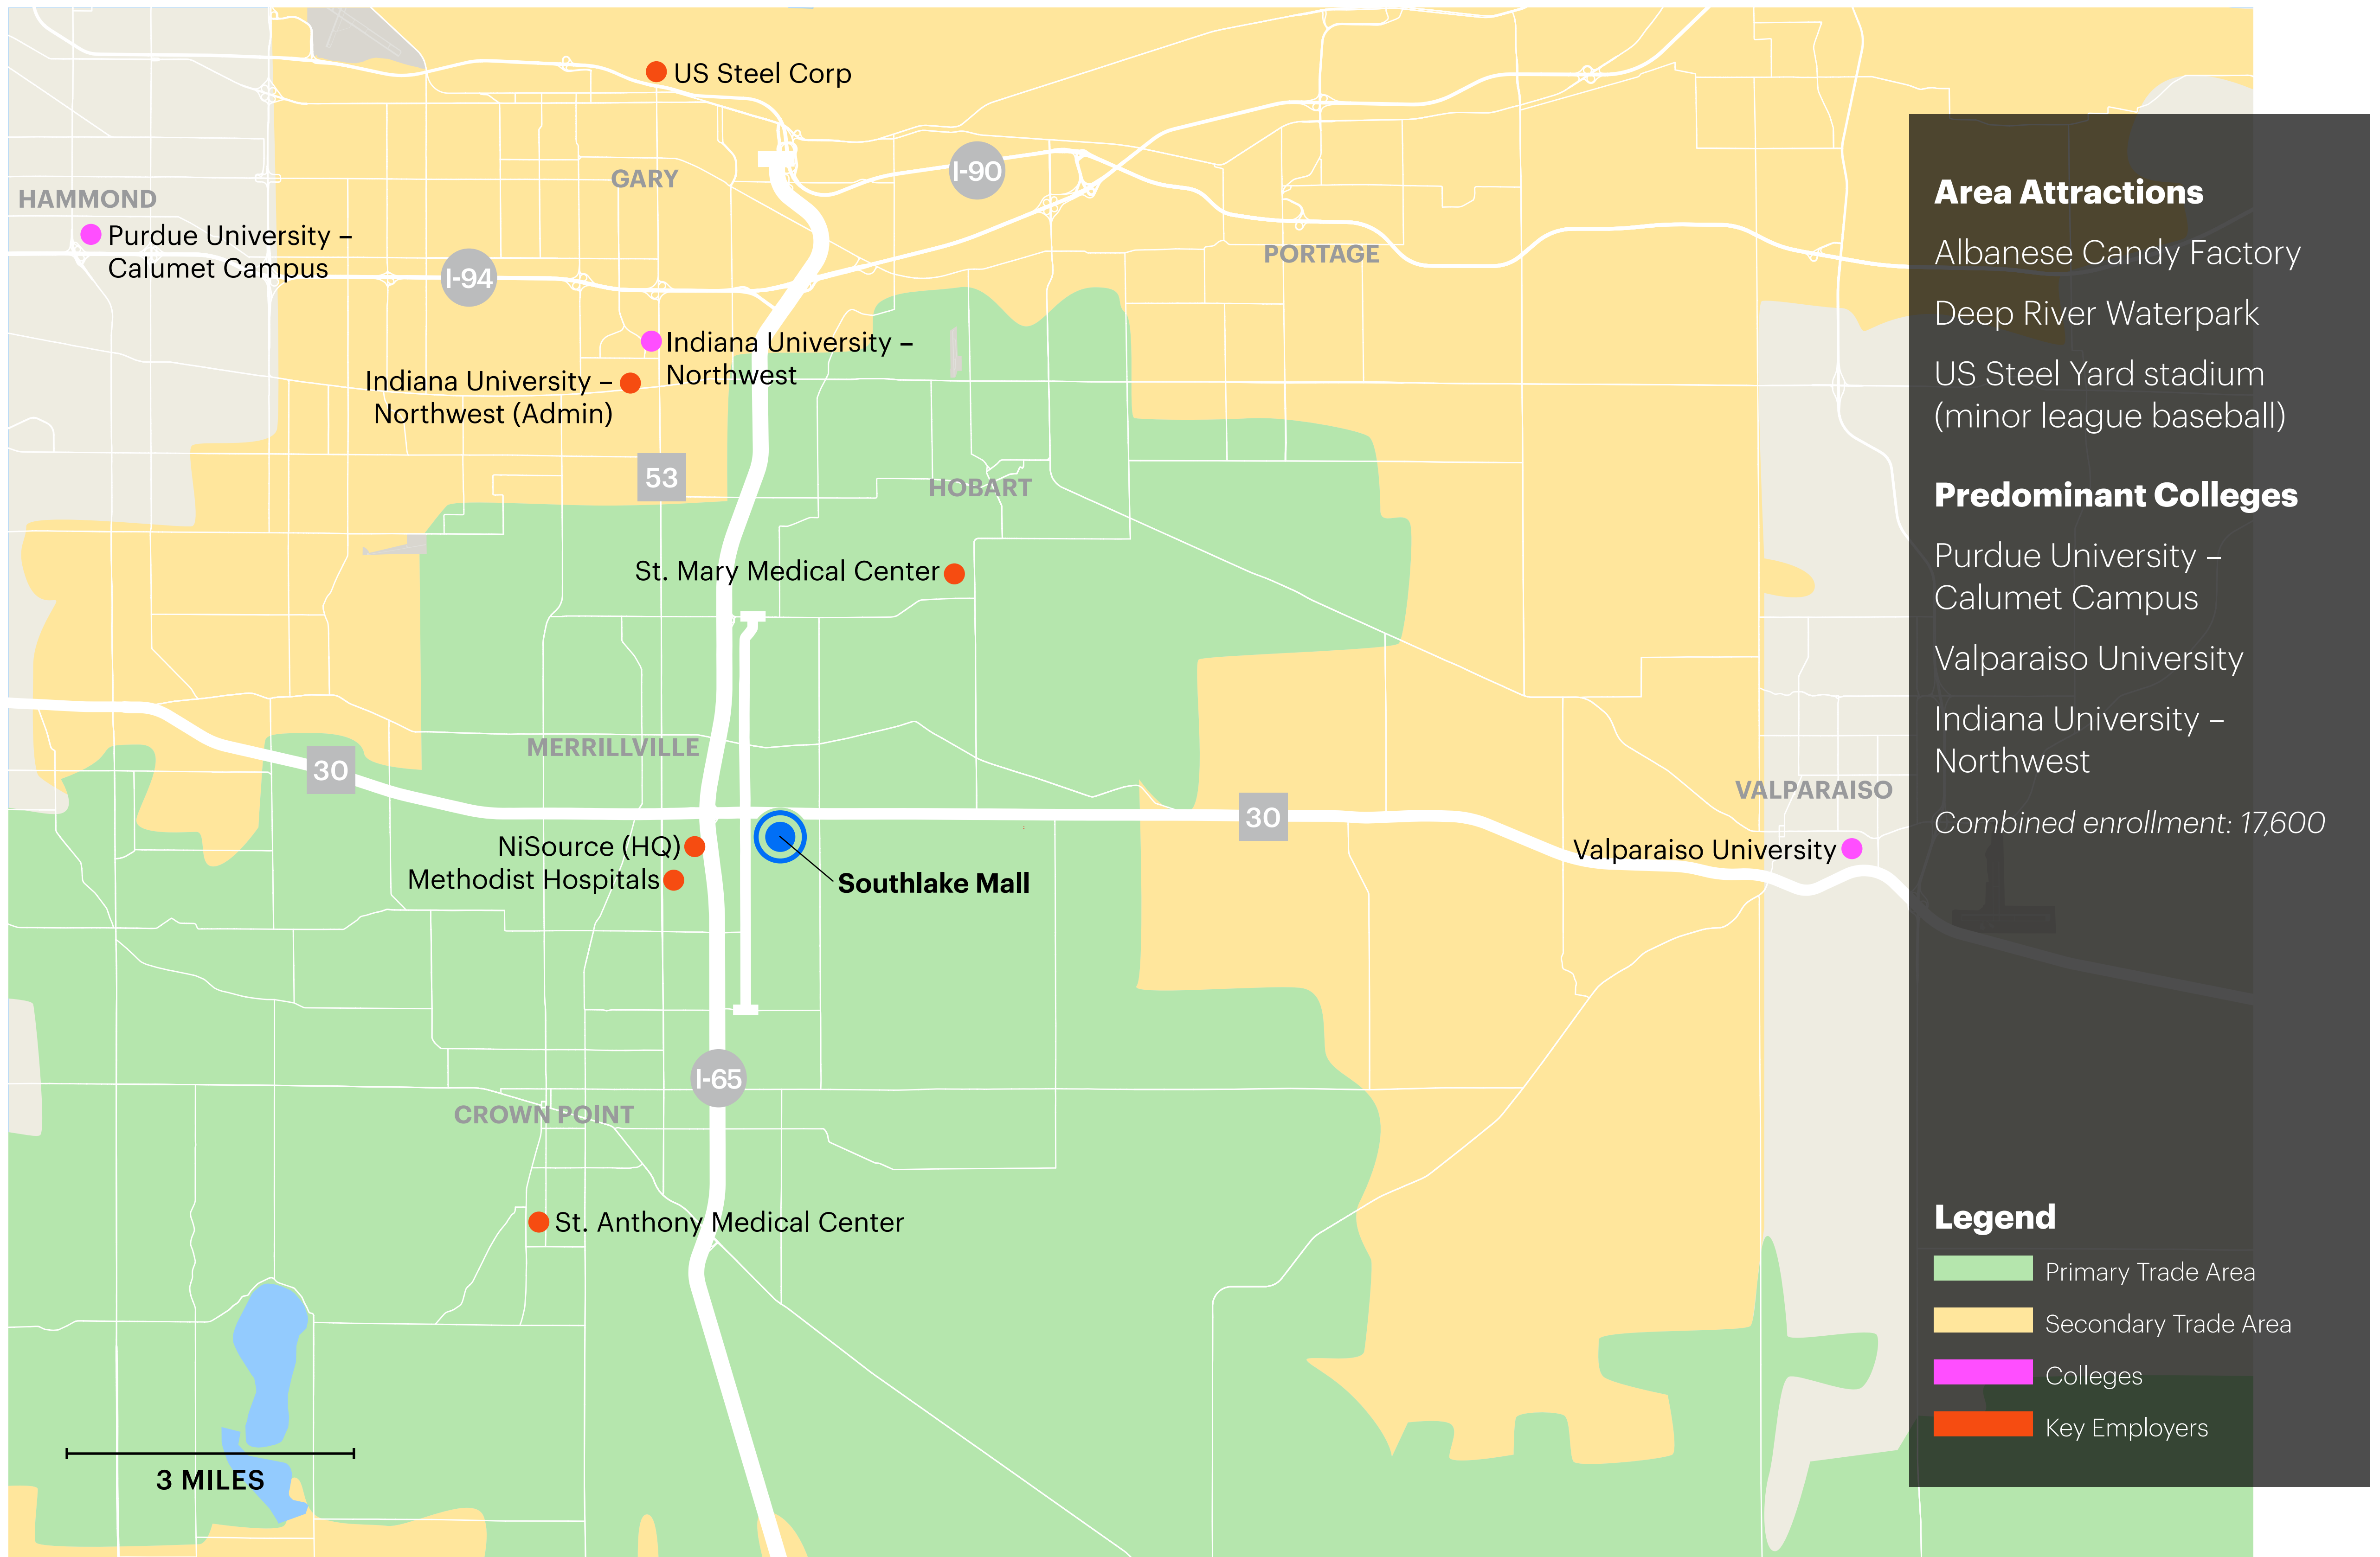 US Steel Corp
GARY
I-90
HAMMOND
Purdue University –
Calumet Campus
PORTAGE
I-94
Indiana University –
Northwest
Indiana University –
Northwest (Admin)
53
HOBART
St. Mary Medical Center
MERRILLVILLE
30
30
VALPARAISO
NiSource (HQ)
Methodist Hospitals
Southlake Mall
Valparaiso University
I-65
CROWN POINT
St. Anthony Medical Center
3 MILES
Area Attractions
Albanese Candy Factory
Deep River Waterpark
US Steel Yard stadium
(minor league baseball)
Predominant Colleges
Purdue University –
Calumet Campus
Valparaiso University
Indiana University –
Northwest
Combined enrollment: 17,600
Legend
Primary Trade Area
Secondary Trade Area
Colleges
Key Employers